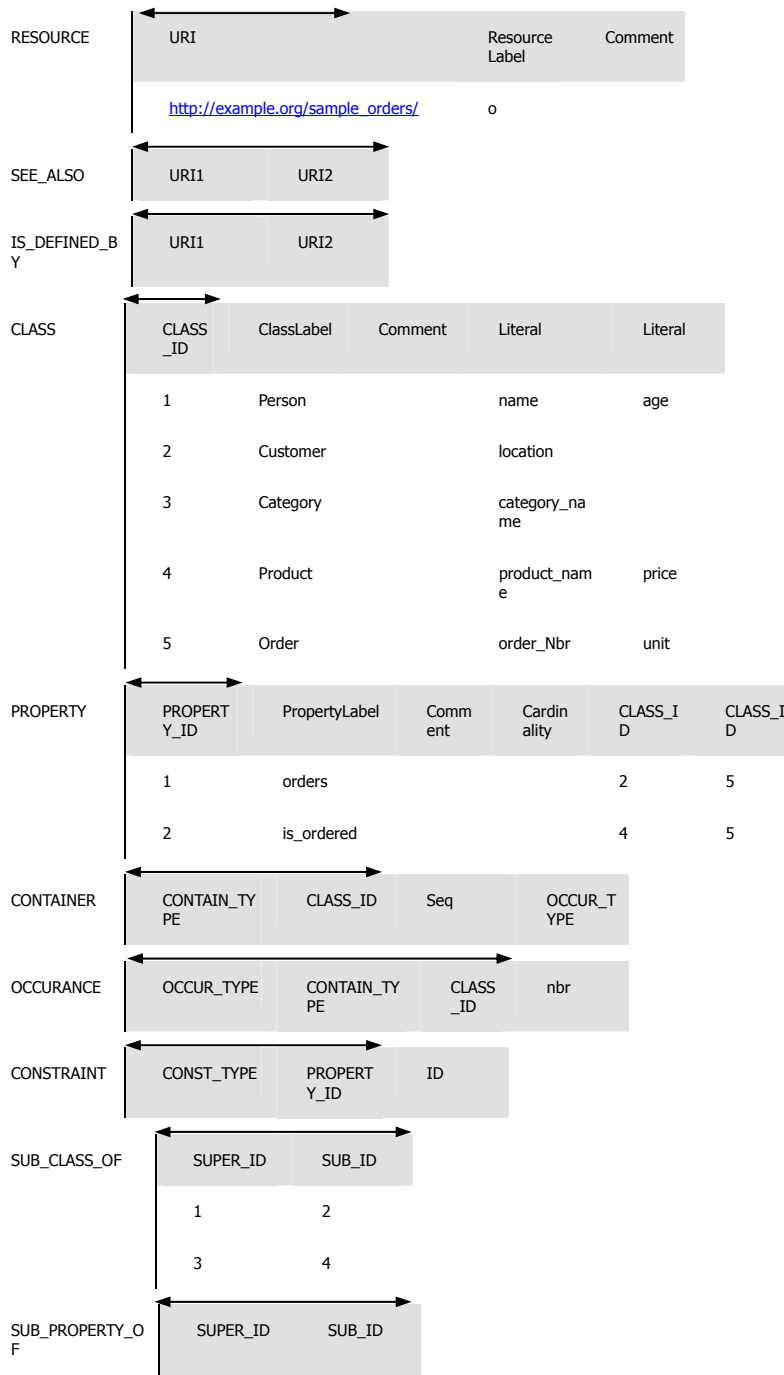 RESOURCE URI Resource Comment
Label
http://example.org/sample_orders/ o
SEE_ALSO URI1 URI2
IS_DEFINED_B URI1 URI2
Y
CLASS CLASS ClassLabel Comment Literal Literal
_ID
1 Person name age
2 Customer location
3 Category category_na
me
4 Product product_nam price
e
5 Order order_Nbr unit
PROPERTY PROPERT PropertyLabel Comm Cardin CLASS_I CLASS_I
Y_ID ent ality D D
1 orders 2 5
2 is_ordered 4 5
CONTAINER CONTAIN_TY CLASS_ID Seq OCCUR_T
PE YPE
OCCURANCE OCCUR_TYPE CONTAIN_TY CLASS nbr
PE _ID
CONSTRAINT CONST_TYPE PROPERT ID
Y_ID
SUB_CLASS_OF SUPER_ID SUB_ID
1 2
3 4
SUB_PROPERTY_O SUPER_ID SUB_ID
F